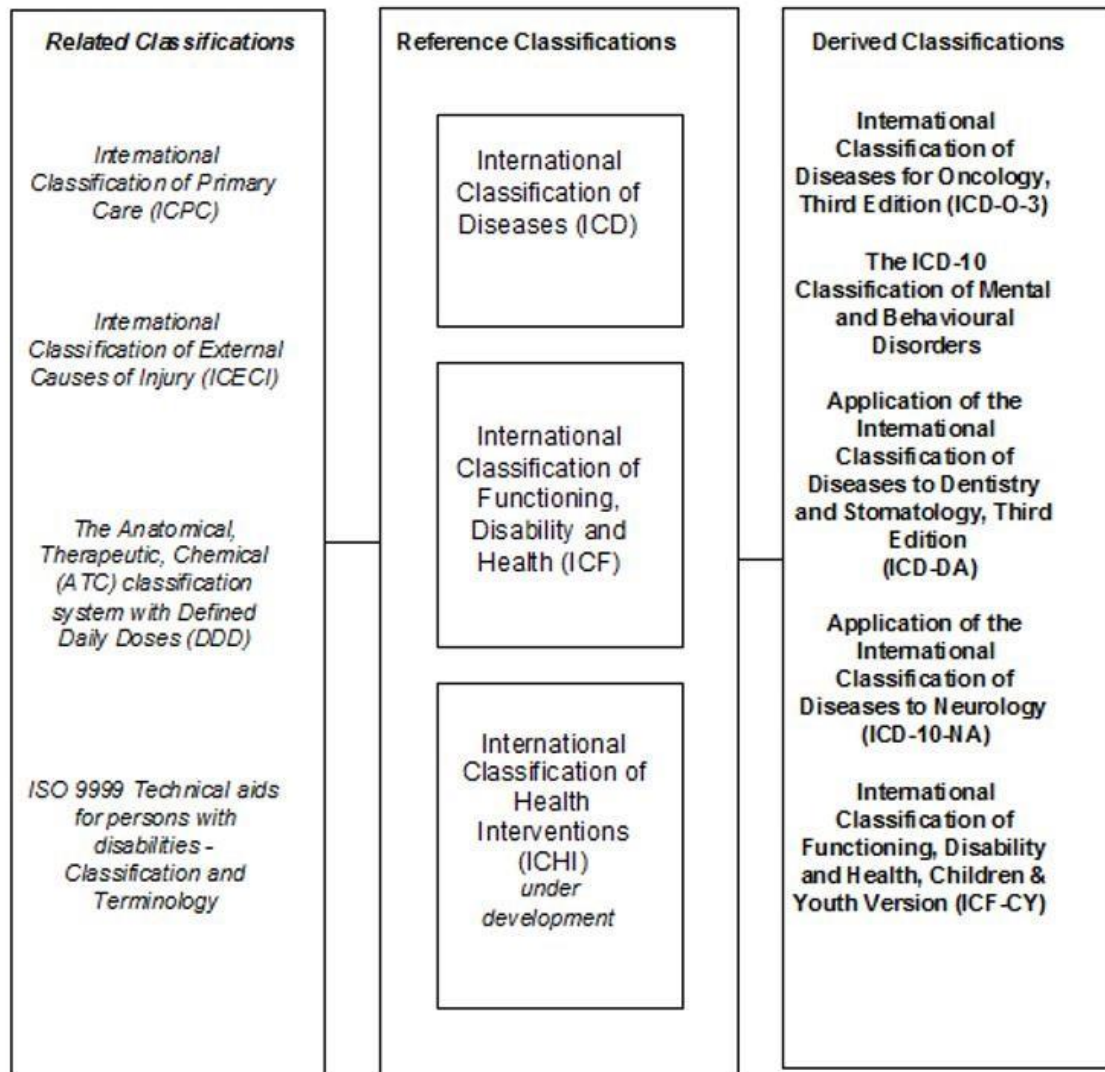 Related Classifications
International
Classification of Primary
Care (ICPC)
International
Classification of External
Causes of Injury (ICECI)
The Anatomical,
Therapeutic, Chemical
(ATC) classification
system with Defined
Daily Doses (DDD)
ISO 9999 Technical aids
for persons with
disabilities -
Classification and
Terminology
Reference Classifications
International
Classification of
Diseases (ICD)
International
Classification of
Functioning,
Disability and
Health (ICF)
International
Classification of
Health
Interventions
(ICHI)
under
development
Derived Classifications
International
Classification of
Diseases for Oncology,
Third Edition (ICD-O-3)
The ICD-10
Classification of Mental
and Behavioural
Disorders
Application of the
International
Classification of
Diseases to Dentistry
and Stomatology, Third
Edition
(ICD-DA)
Application of the
International
Classification of
Diseases to Neurology
(ICD-10-NA)
International
Classification of
Functioning, Disability
and Health, Children &
Youth Version (ICF-CY)